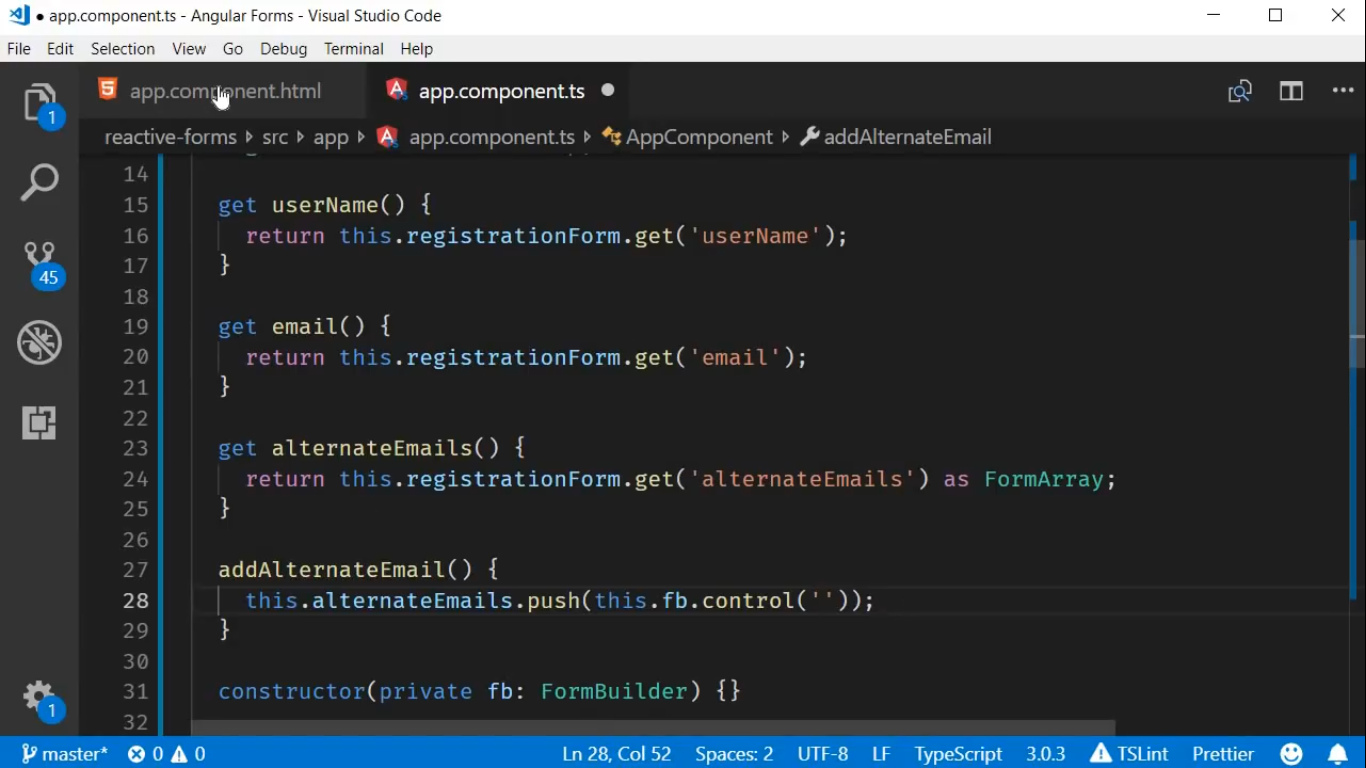 app.component.ts - Angular Forms - Visual Studio Code
File Edit Selection View Go Debug Terminal Help
app.component.html app.component.ts
1
reactive-forms src app app.component.ts AppComponent addAlternateEmail
14
15 get userName() {
16 return this.registrationForm.get('userName');
17 }
18
45
19 get email() {
20 return this.registrationForm.get('email');
21 }
22
23 get alternateEmails() {
24 return this.registrationForm.get('alternateEmails') as FormArray;
25 }
26
27 addAlternateEmail() {
28 this.alternateEmails.push(this.fb.control(''));
29 }
30
31 constructor(private fb: FormBuilder) {}
1
32
master* 0 0 Ln 28, Col 52 Spaces: 2 UTF-8 LF TypeScript 3.0.3 TSLint Prettier